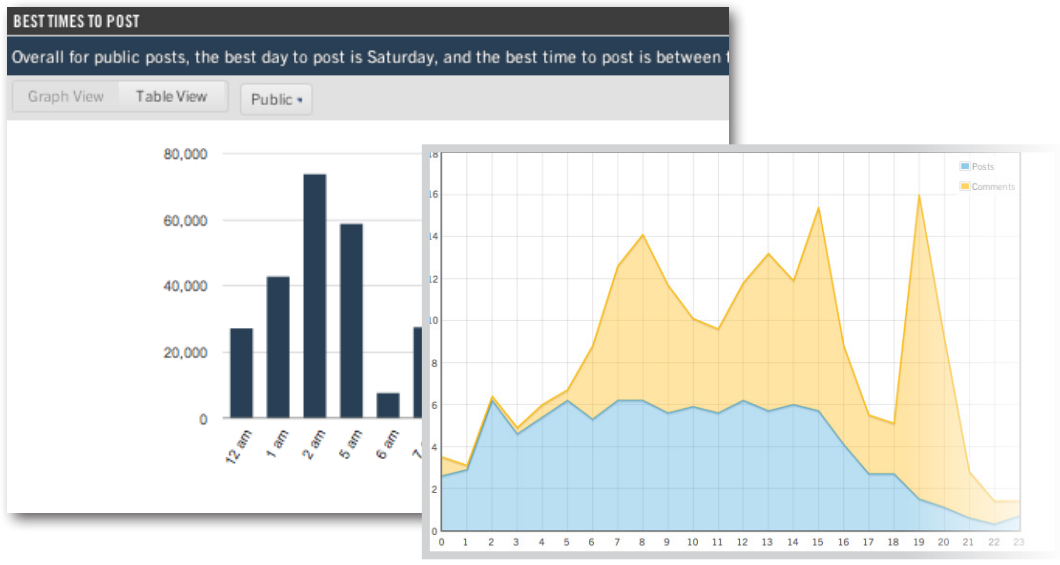 BEST TIMES TO POST
Overall for public posts, the best day to post is Saturday, and the best time to post is between
Graph View Table View Public
80,000
60,000
40,000
20,000
0
12 am 1 am 2 am 5 am 6 am 7
18
16
14
12
10
8
6
4
2
0
0 1 2 3 4 5 6 7 8 9 10 11 12 13 14 15 16 17 18 19 20 21 22 23
Posts
Comments